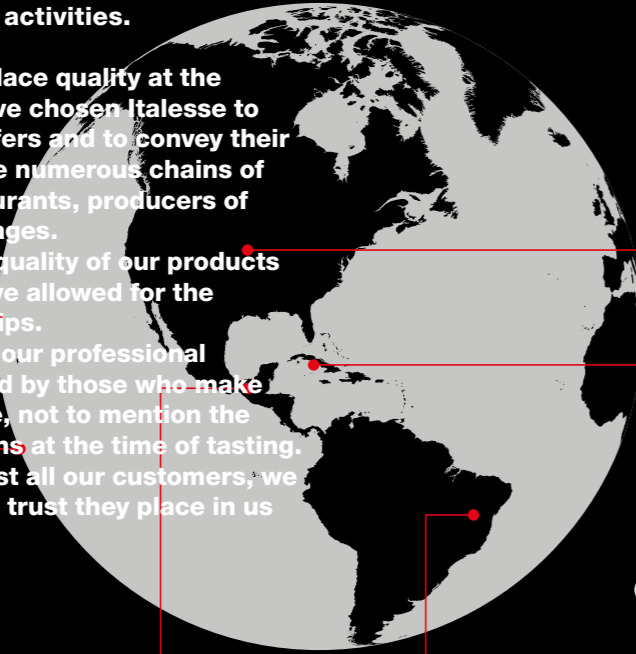 activities.
lace quality at the
ve chosen Italesse to
fers and to convey their
e numerous chains of
urants, producers of
ages.
quality of our products
ve allowed for the
ips.
our professional
d by those who make
e, not to mention the
ns at the time of tasting.
st all our customers, we
trust they place in us